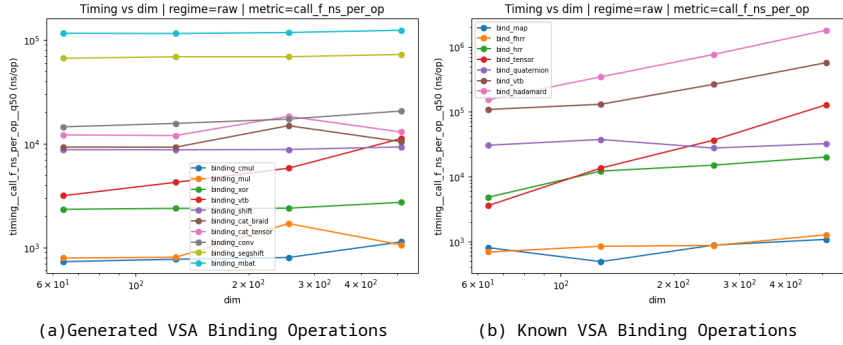 Timing vs dim | regime=raw | metric=call_f_ns_per_op
timing__call_f_ns_per_op__q50 (ns/op)
10^5
10^4
10^3
binding_cmul
binding_mul
binding_xor
binding_vtb
binding_shift
binding_cat_braid
binding_cat_tensor
binding_conv
binding_segshift
binding_mbat
6 × 10^1
10^2
2 × 10^2
3 × 10^2
4 × 10^2
dim
(a)Generated VSA Binding Operations
Timing vs dim | regime=raw | metric=call_f_ns_per_op
timing__call_f_ns_per_op__q50 (ns/op)
10^6
10^5
10^4
10^3
bind_map
bind_fhrr
bind_hrr
bind_tensor
bind_quaternion
bind_vtb
bind_hadamard
6 × 10^1
10^2
2 × 10^2
3 × 10^2
4 × 10^2
dim
(b) Known VSA Binding Operations